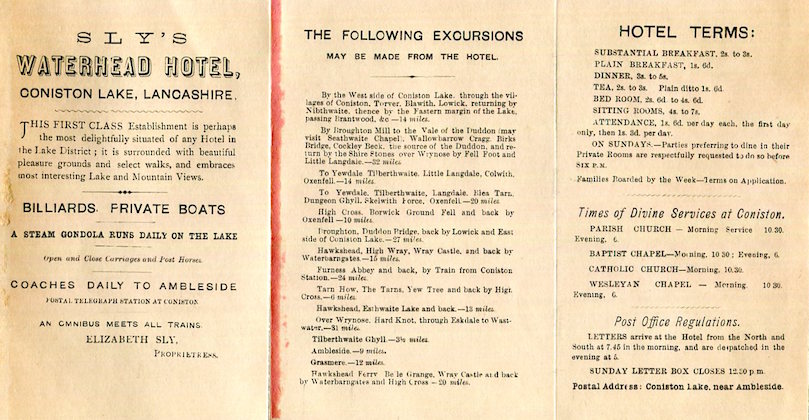 SLY'S
WATERHEAD HOTEL,
CONISTON LAKE, LANCASHIRE.
THIS FIRST CLASS Establishment is perhaps
the most delightfully situated of any Hotel in
the Lake District ; it is surrounded with beautiful
pleasure grounds and select walks, and embraces
most interesting Lake and Mountain Views.
BILLIARDS. PRIVATE BOATS
A STEAM GONDOLA RUNS DAILY ON THE LAKE
Open and Close Carriages and Post Horses
COACHES DAILY TO AMBLESIDE
POSTAL TELEGRAPH STATION AT CONISTON
AN OMNIBUS MEETS ALL TRAINS
ELIZABETH SLY,
PROPRIETRESS.
THE FOLLOWING EXCURSIONS
MAY BE MADE FROM THE HOTEL.
By the West side of Coniston Lake, through the vil-
lages of Coniston, Torver, Blawith, Lowick, returning by
Nibthwaite, thence by the Eastern margin of the Lake,
passing Brantwood, &c —14 miles.
By Broughton Mill to the Vale of the Duddon (may
visit Seathwaite Chapel), Wallowbarrow Cragg, Birks
Bridge, Cockley Beck, the source of the Duddon, and re-
turn by the Shire Stones over Wrynose by Fell Foot and
Little Langdale.—32 miles.
To Yewdale Tilberthwaite, Little Langdale, Colwith,
Oxenfell.—14 miles.
To Yewdale, Tilberthwaite, Langdale, Blea Tarn,
Dungeon Ghyll, Skelwith Force, Oxenfell.—20 miles.
High Cross, Borwick Ground Fell and back by
Oxenfell —10 miles.
Broughton, Duddon Bridge, back by Lowick and East
side of Coniston Lake.—27 miles.
Hawkshead, High Wray, Wray Castle, and back by
Waterbarngates.—15 miles.
Furness Abbey and back, by Train from Coniston
Station.—24 miles.
Tarn How, The Tarns, Yew Tree and back by High
Cross.—6 miles.
Hawkshead, Esthwaite Lake and back.—13 miles.
Over Wrynose, Hard Knot, through Eskdale to Wast-
water.—31 miles.
Tilberthwaite Ghyll.—3½ miles.
Ambleside.—9 miles.
Grasmere.—12 miles.
Hawkshead Ferry Belle Grange, Wray Castle and back
by Waterbarngates and High Cross —20 miles.
HOTEL TERMS:
SUBSTANTIAL BREAKFAST, 2s. to 3s.
PLAIN BREAKFAST, 1s. 6d.
DINNER, 3s. to 5s.
TEA, 2s. to 3s. Plain ditto 1s. 6d.
BED ROOM, 2s. 6d. to 4s. 6d.
SITTING ROOMS, 4s. to 7s.
ATTENDANCE, 1s. 6d. per day each, the first day
only, then 1s. 3d. per day.
ON SUNDAYS.—Parties preferring to dine in their
Private Rooms are respectfully requested to do so before
SIX P.M.
Families Boarded by the Week—Terms on Application.
Times of Divine Services at Coniston.
PARISH CHURCH — Morning Service 10.30.
Evening, 6.
BAPTIST CHAPEL—Morning, 10 30 ; Evening, 6.
CATHOLIC CHURCH—Morning, 10.30.
WESLEYAN CHAPEL — Morning, 10 30
Evening, 6.
Post Office Regulations.
LETTERS arrive at the Hotel from the North and
South at 7.45 in the morning, and are despatched in the
evening at 5.
SUNDAY LETTER BOX CLOSES 12.30 p.m.
Postal Address: Coniston Lake, near Ambleside.